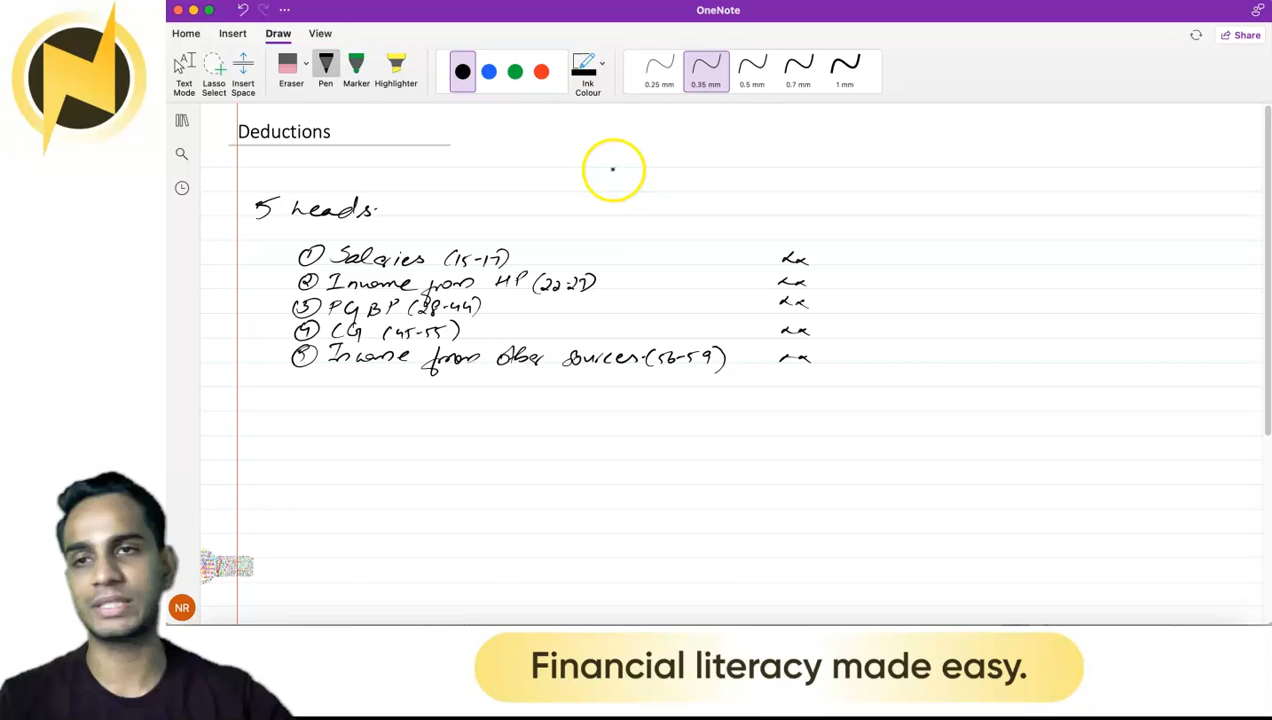 OneNote
Home Insert Draw View
Share
Text Mode
Lasso Select
Insert Space
Eraser
Pen
Marker
Highlighter
Ink Colour
0.25 mm
0.35 mm
0.5 mm
0.7 mm
1 mm
Deductions
5 heads.
① Salaries (15-17) xx
② Income from HP (22-27) xx
③ PGBP (28-44) xx
④ CG (45-55) xx
⑤ Income from other sources (56-59) xx
NR
Financial literacy made easy.